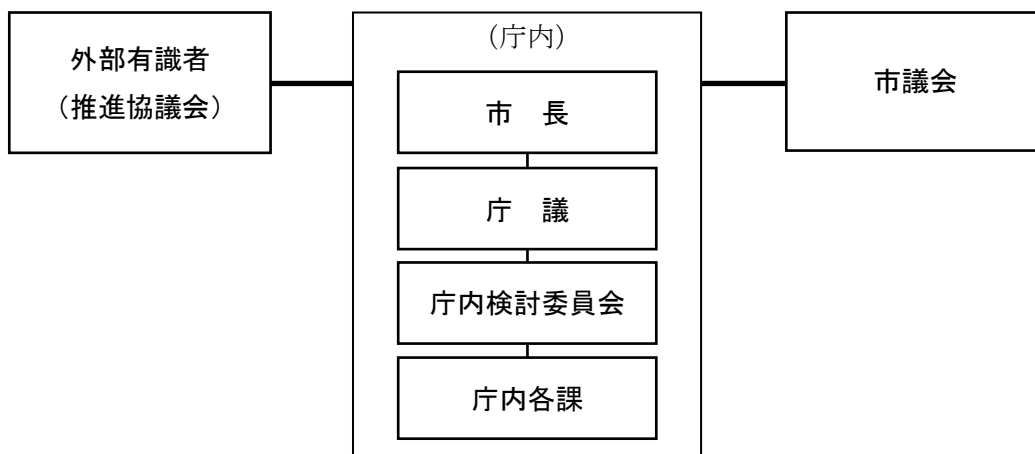 外部有識者
（推進協議会）
（庁内）
市　長
庁　議
庁内検討委員会
庁内各課
市議会